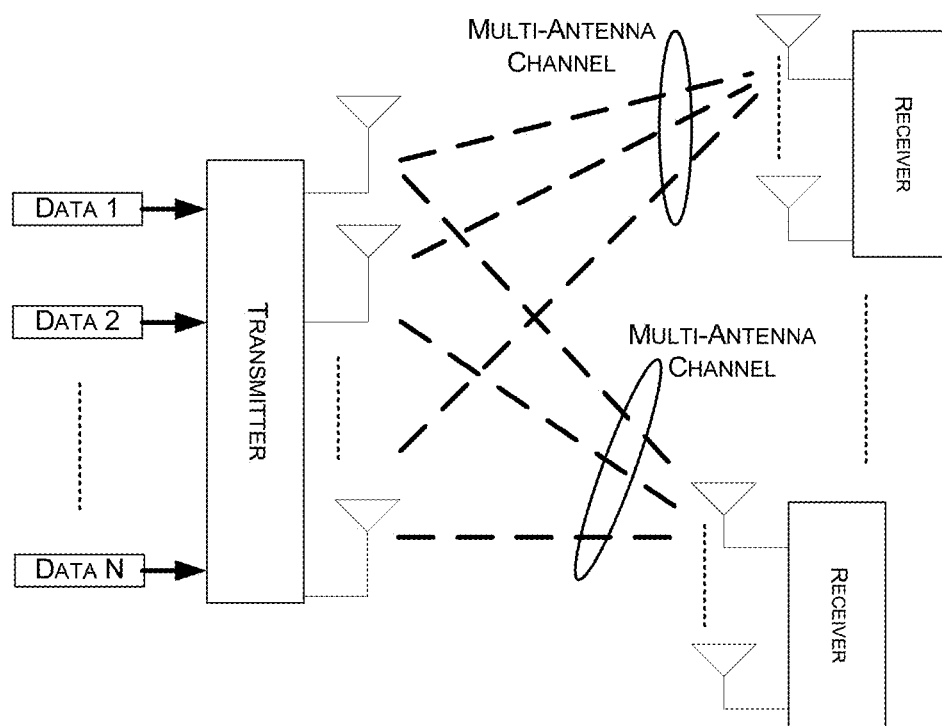 MULTI-ANTENNA
CHANNEL
RECEIVER
DATA 1
DATA 2
DATA N
TRANSMITTER
MULTI-ANTENNA
CHANNEL
RECEIVER